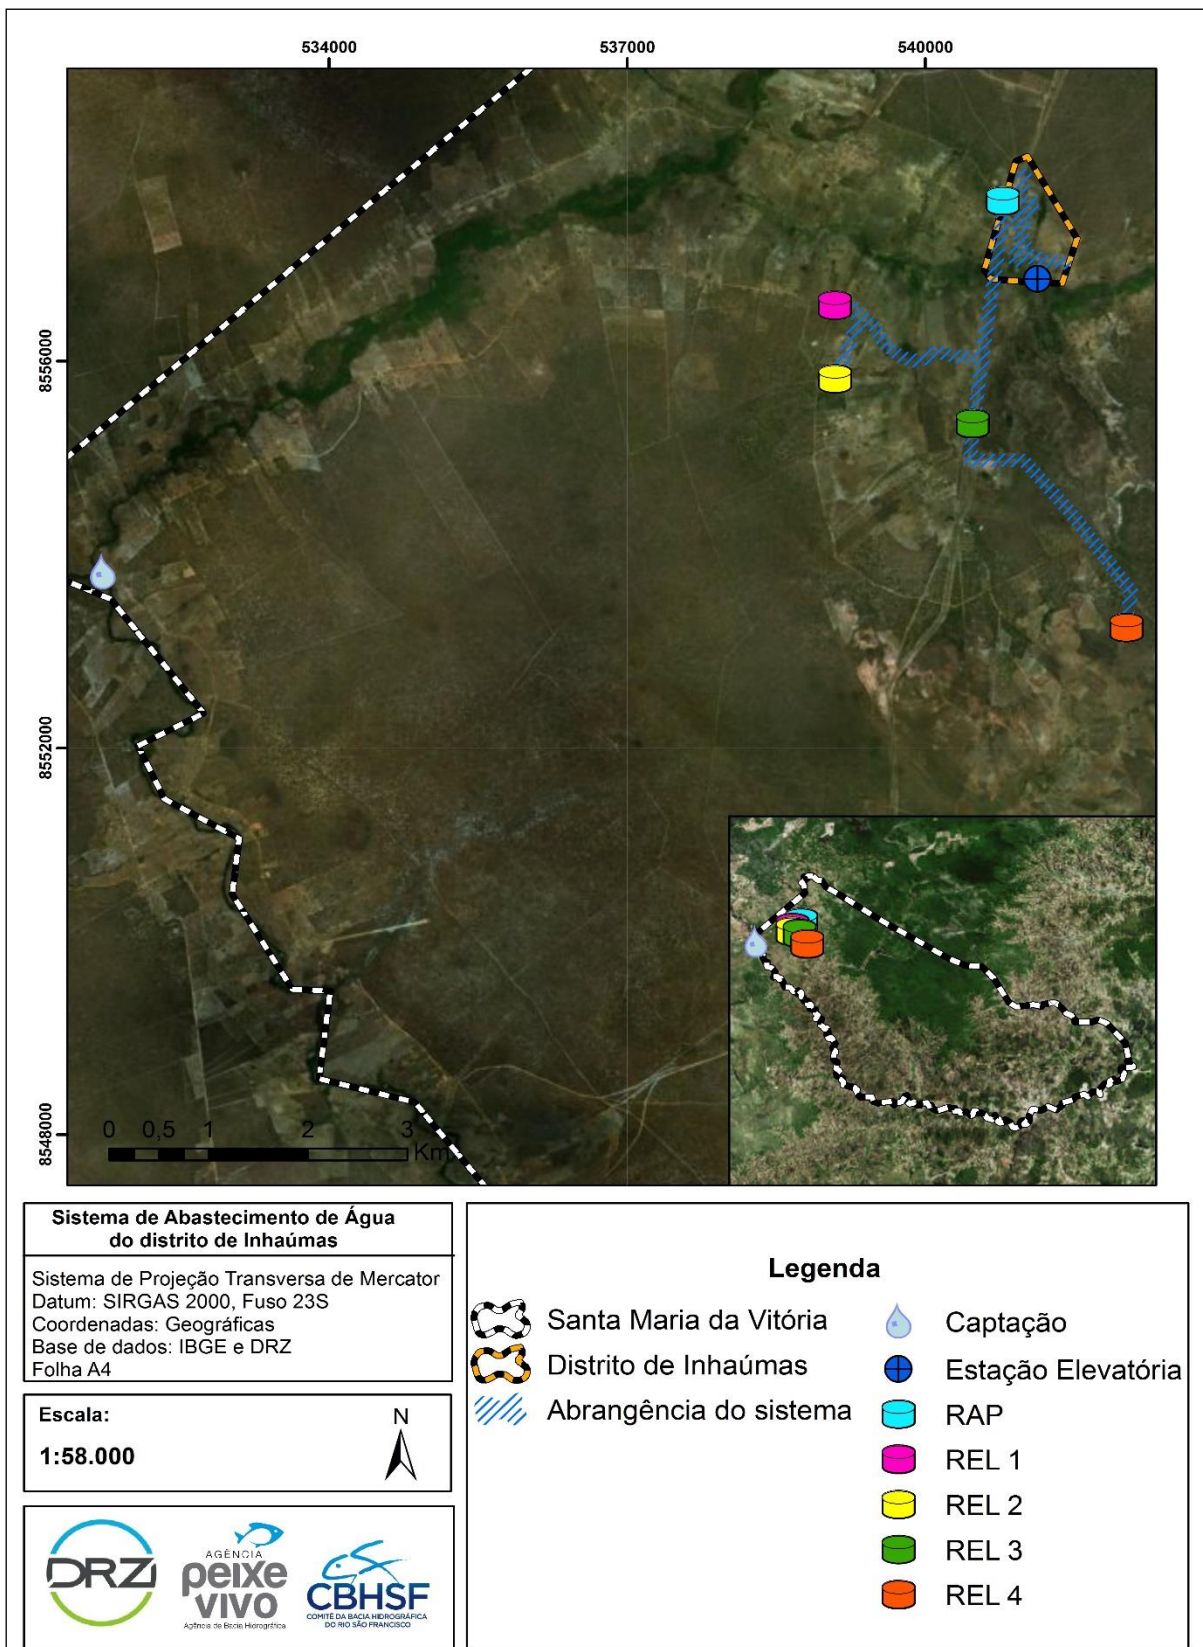 534000
537000
540000
8556000
8552000
8548000
0 0,5 1 2 3
Km
Sistema de Abastecimento de Água
do distrito de Inhaúmas
Sistema de Projeção Transversa de Mercator
Datum: SIRGAS 2000, Fuso 23S
Coordenadas: Geográficas
Base de dados: IBGE e DRZ
Folha A4
Escala:
1:58.000
N
DRZ
AGÊNCIA
peixe
vivo
Agência de Bacia Hidrográfica
CBHSF
COMITÊ DA BACIA HIDROGRÁFICA
DO RIO SÃO FRANCISCO
Legenda
Santa Maria da Vitória
Distrito de Inhaúmas
Abrangência do sistema
Captação
Estação Elevatória
RAP
REL 1
REL 2
REL 3
REL 4